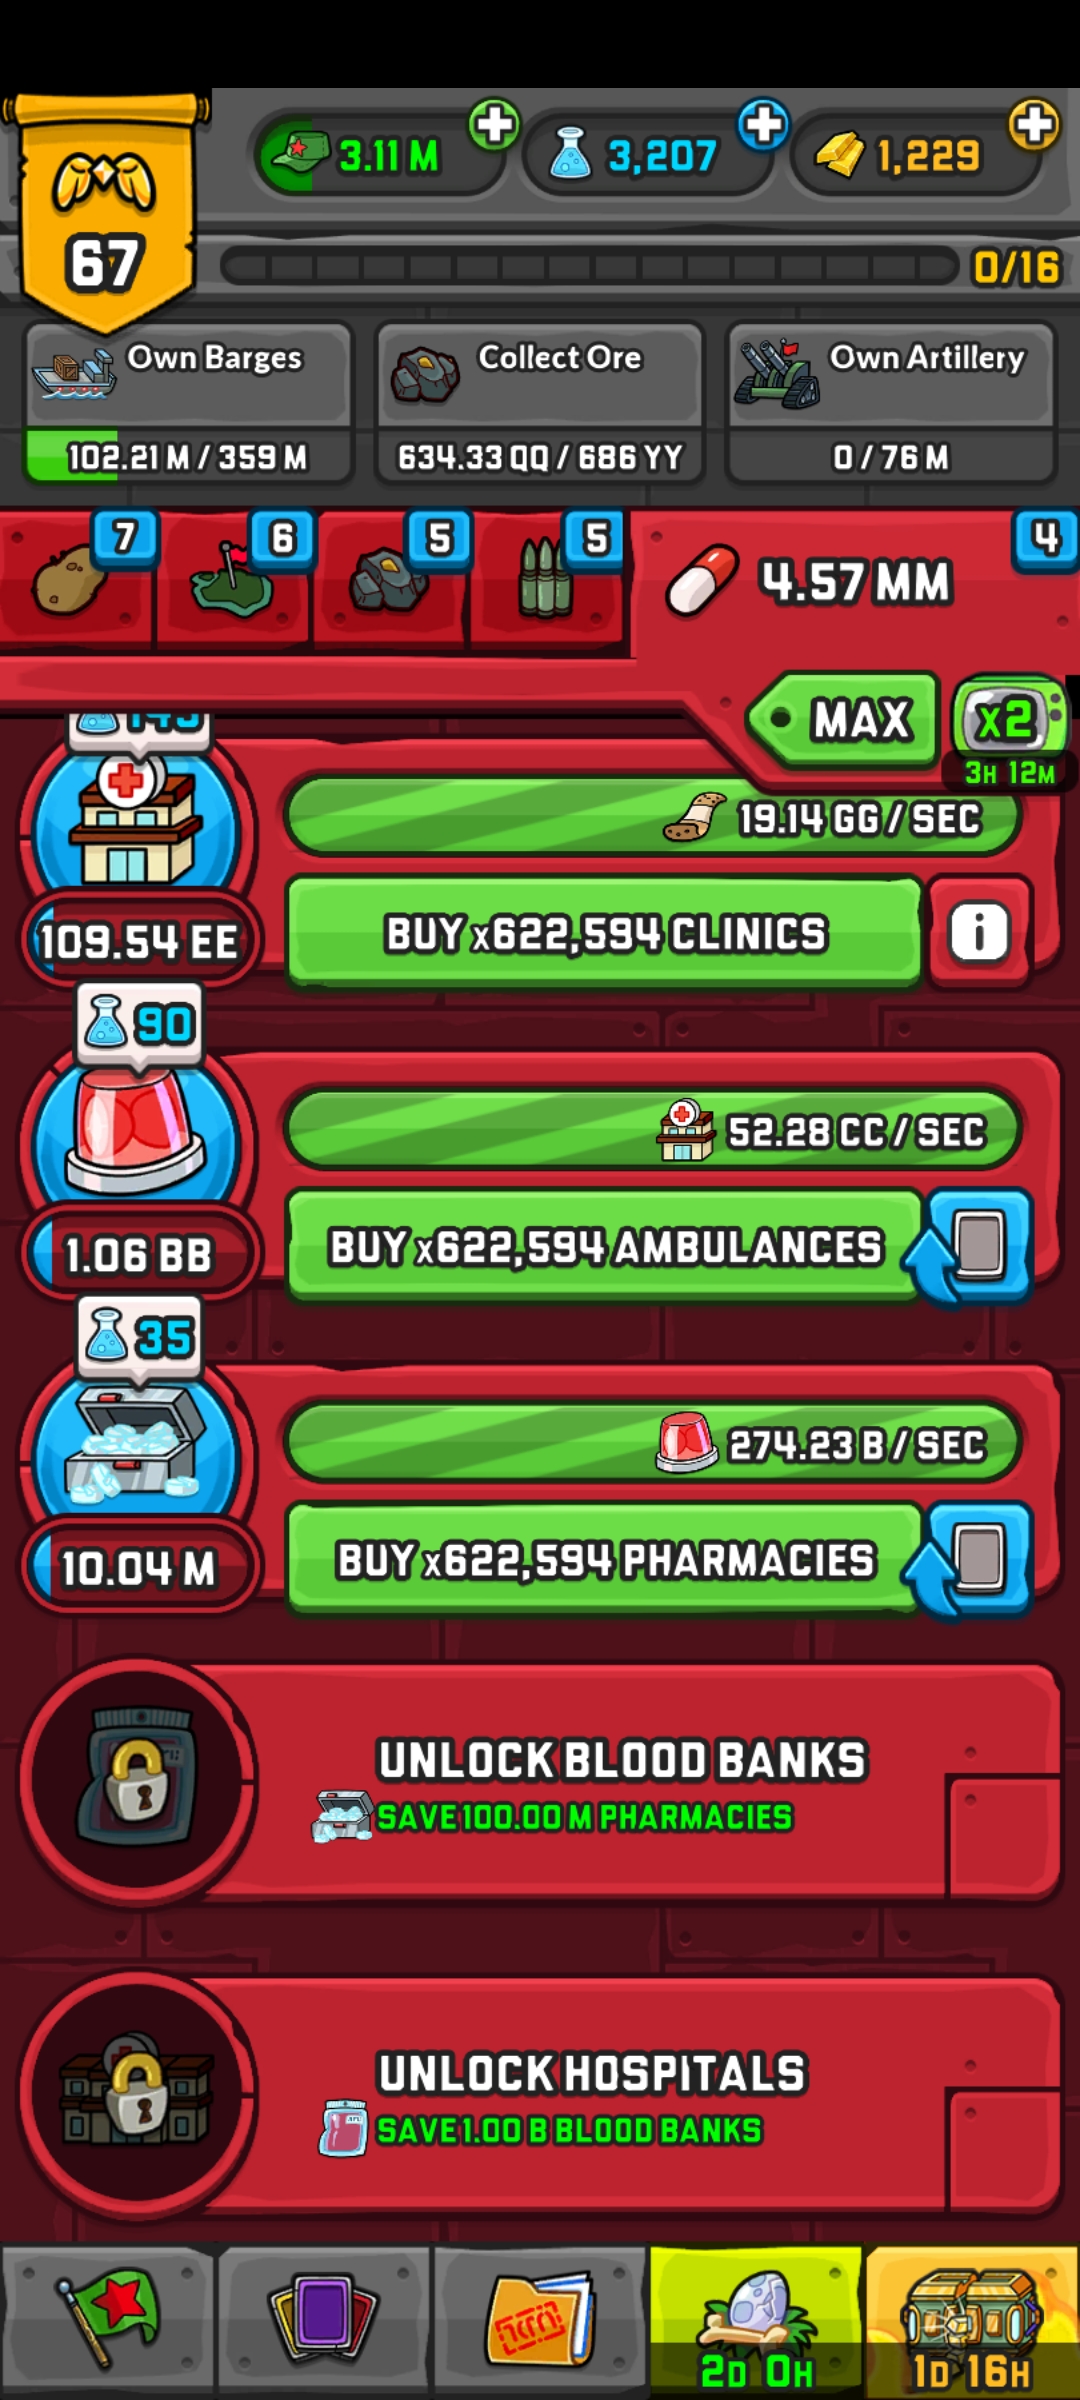 3.11 M
3,207
1,229
67
0/16
Own Barges
Collect Ore
Own Artillery
102.21 M / 359 M
634.33 QQ / 686 YY
0 / 76 M
7
6
5
5
4
4.57 MM
MAX
x2
3H 12M
145
19.14 GG / SEC
109.54 EE
BUY x622,594 CLINICS
i
90
52.28 CC / SEC
1.06 BB
BUY x622,594 AMBULANCES
35
274.23 B / SEC
10.04 M
BUY x622,594 PHARMACIES
UNLOCK BLOOD BANKS
SAVE 100.00 M PHARMACIES
UNLOCK HOSPITALS
SAVE 1.00 B BLOOD BANKS
2D 0H
1D 16H